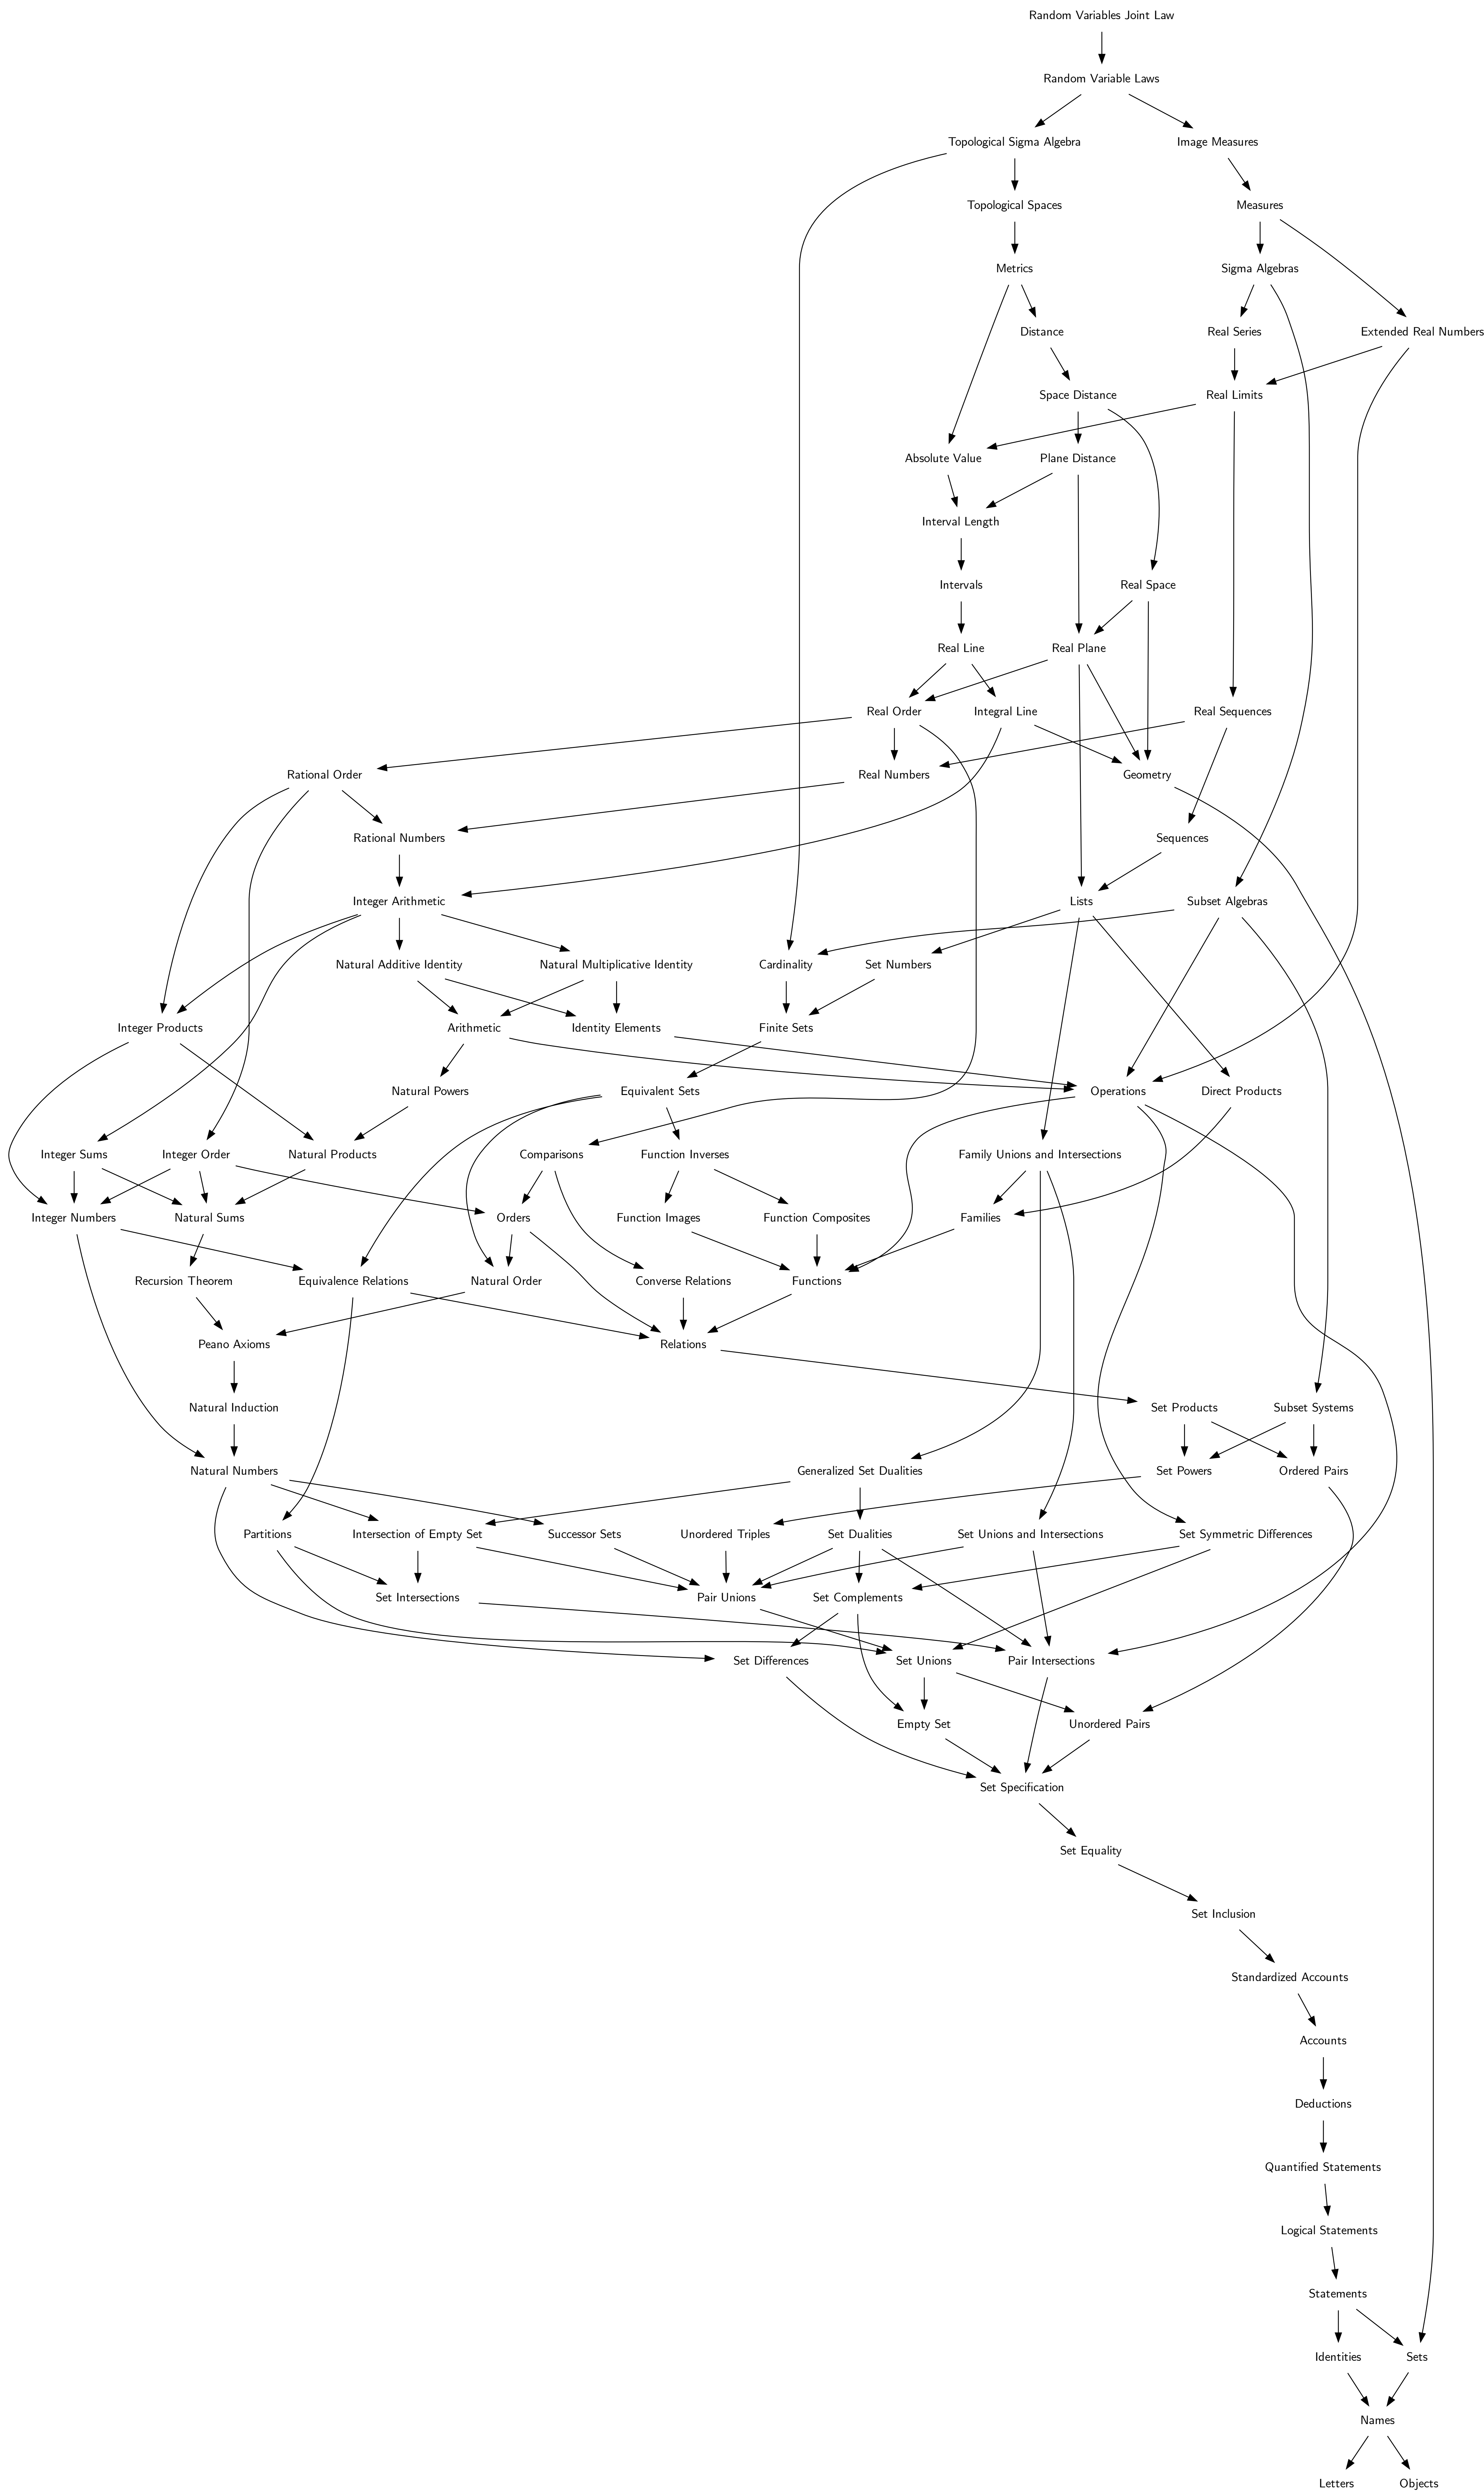 Random Variables Joint Law
Random Variable Laws
Topological Sigma Algebra
Image Measures
Topological Spaces
Measures
Metrics
Sigma Algebras
Distance
Real Series
Extended Real Numbers
Space Distance
Real Limits
Absolute Value
Plane Distance
Interval Length
Intervals
Real Space
Real Line
Real Plane
Real Order
Integral Line
Real Sequences
Rational Order
Real Numbers
Geometry
Rational Numbers
Sequences
Integer Arithmetic
Lists
Subset Algebras
Natural Additive Identity
Natural Multiplicative Identity
Cardinality
Set Numbers
Integer Products
Arithmetic
Identity Elements
Finite Sets
Natural Powers
Equivalent Sets
Operations
Direct Products
Integer Sums
Integer Order
Natural Products
Comparisons
Function Inverses
Family Unions and Intersections
Integer Numbers
Natural Sums
Orders
Function Images
Function Composites
Families
Recursion Theorem
Equivalence Relations
Natural Order
Converse Relations
Functions
Peano Axioms
Relations
Natural Induction
Set Products
Subset Systems
Natural Numbers
Generalized Set Dualities
Set Powers
Ordered Pairs
Partitions
Intersection of Empty Set
Successor Sets
Unordered Triples
Set Dualities
Set Unions and Intersections
Set Symmetric Differences
Set Intersections
Pair Unions
Set Complements
Set Differences
Set Unions
Pair Intersections
Empty Set
Unordered Pairs
Set Specification
Set Equality
Set Inclusion
Standardized Accounts
Accounts
Deductions
Quantified Statements
Logical Statements
Statements
Identities
Sets
Names
Letters
Objects